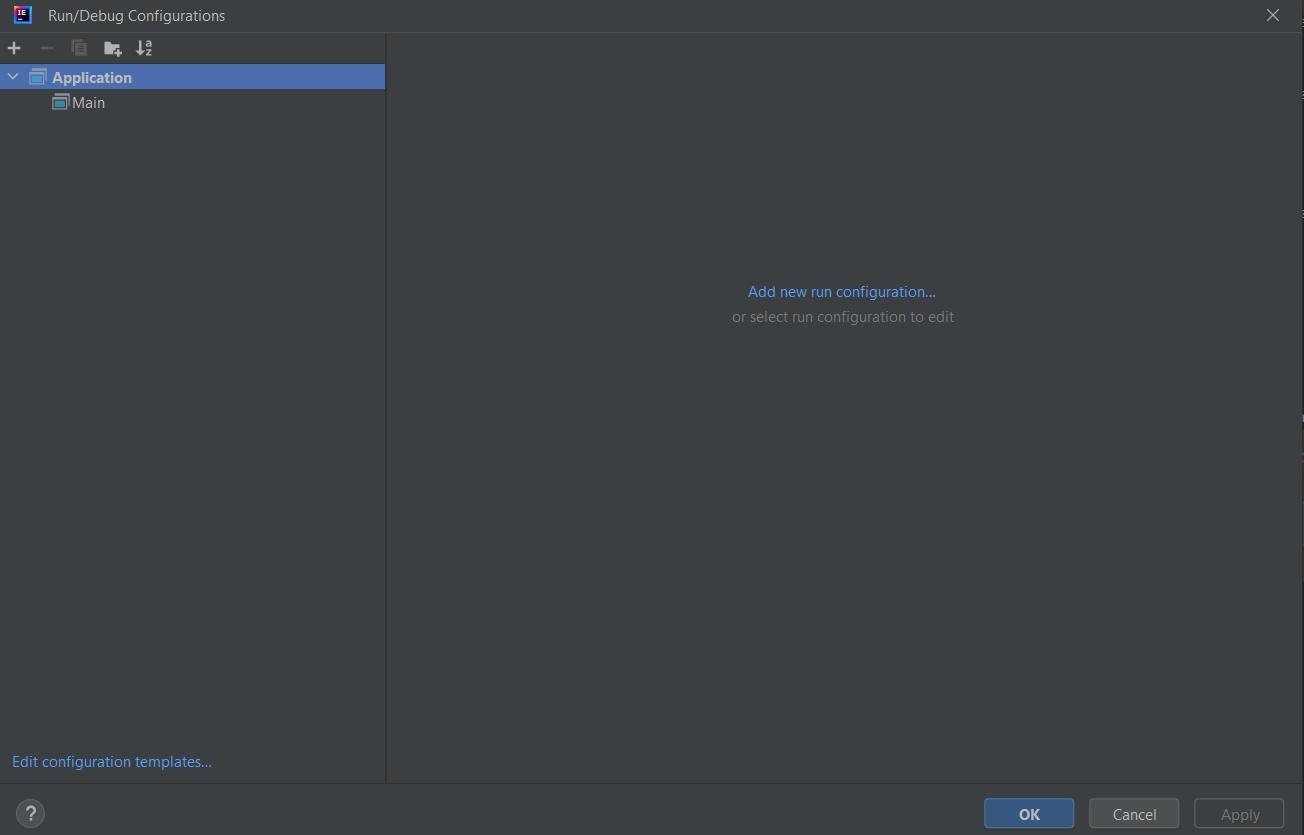 IE
Run/Debug Configurations
Application
Main
Add new run configuration...
or select run configuration to edit
Edit configuration templates...
?
OK
Cancel
Apply